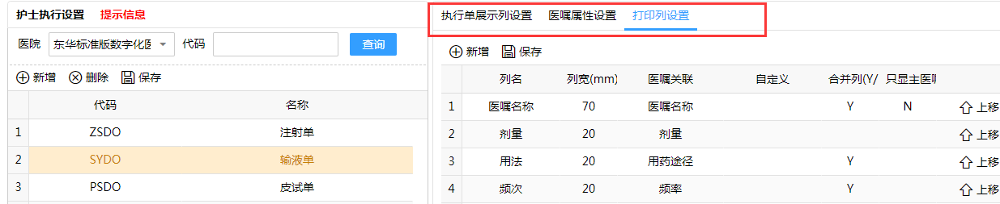 护士执行设置 提示信息
医院 东华标准版数字化医 代码 查询
新增 删除 保存
代码 名称
1 ZSDO 注射单
2 SYDO 输液单
3 PSDO 皮试单
执行单展示列设置 医嘱属性设置 打印列设置
新增 保存
列名 列宽(mm) 医嘱关联 自定义 合并列(Y/ 只显主医嘱
1 医嘱名称 70 医嘱名称 Y N 上移
2 剂量 20 剂量 上移
3 用法 20 用药途径 Y 上移
4 频次 20 频率 Y 上移